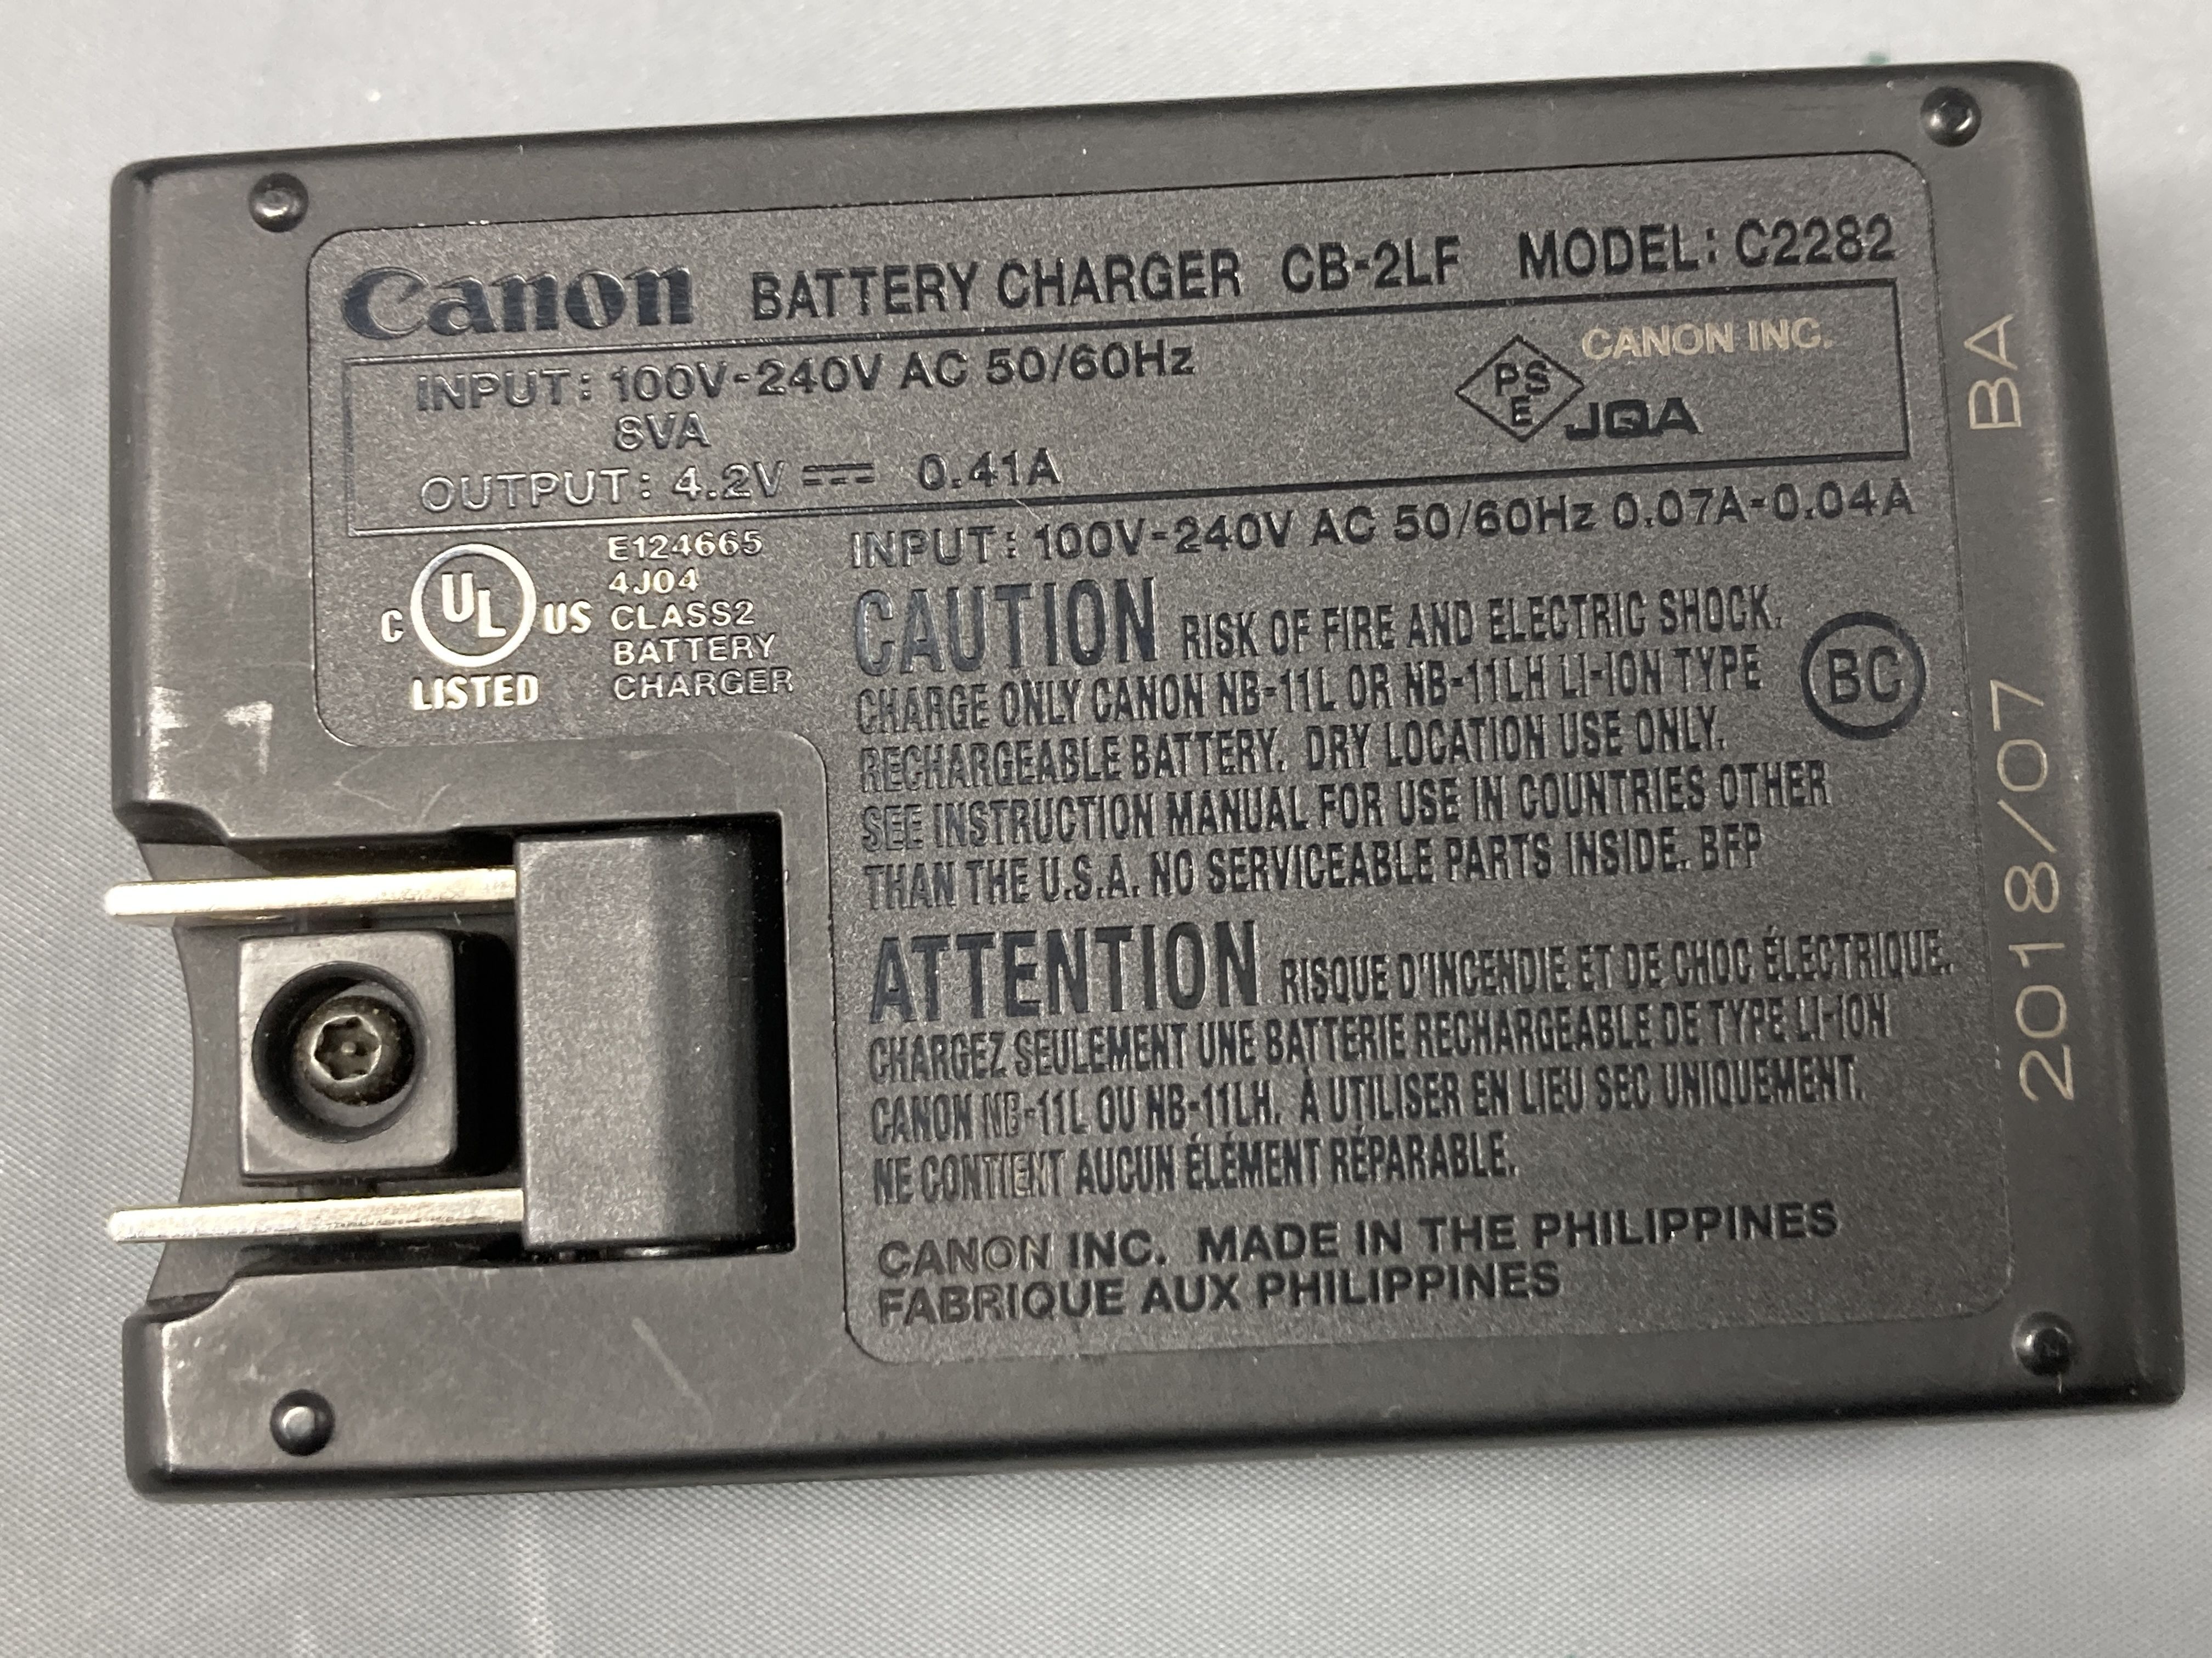 Canon BATTERY CHARGER CB-2LF MODEL: C2282
INPUT: 100V-240V AC 50/60Hz
8VA
OUTPUT: 4.2V ⎓ 0.41A
PS
E
CANON INC.
JQA
C UL US
LISTED
E124665
4J04
CLASS2
BATTERY
CHARGER
INPUT: 100V-240V AC 50/60Hz 0.07A-0.04A
CAUTION RISK OF FIRE AND ELECTRIC SHOCK.
CHARGE ONLY CANON NB-11L OR NB-11LH LI-ION TYPE
RECHARGEABLE BATTERY. DRY LOCATION USE ONLY.
SEE INSTRUCTION MANUAL FOR USE IN COUNTRIES OTHER
THAN THE U.S.A. NO SERVICEABLE PARTS INSIDE. BFP
BC
ATTENTION RISQUE D'INCENDIE ET DE CHOC ÉLECTRIQUE.
CHARGEZ SEULEMENT UNE BATTERIE RECHARGEABLE DE TYPE LI-ION
CANON NB-11L OU NB-11LH. À UTILISER EN LIEU SEC UNIQUEMENT.
NE CONTIENT AUCUN ÉLÉMENT RÉPARABLE.
CANON INC. MADE IN THE PHILIPPINES
FABRIQUE AUX PHILIPPINES
2018/07 BA